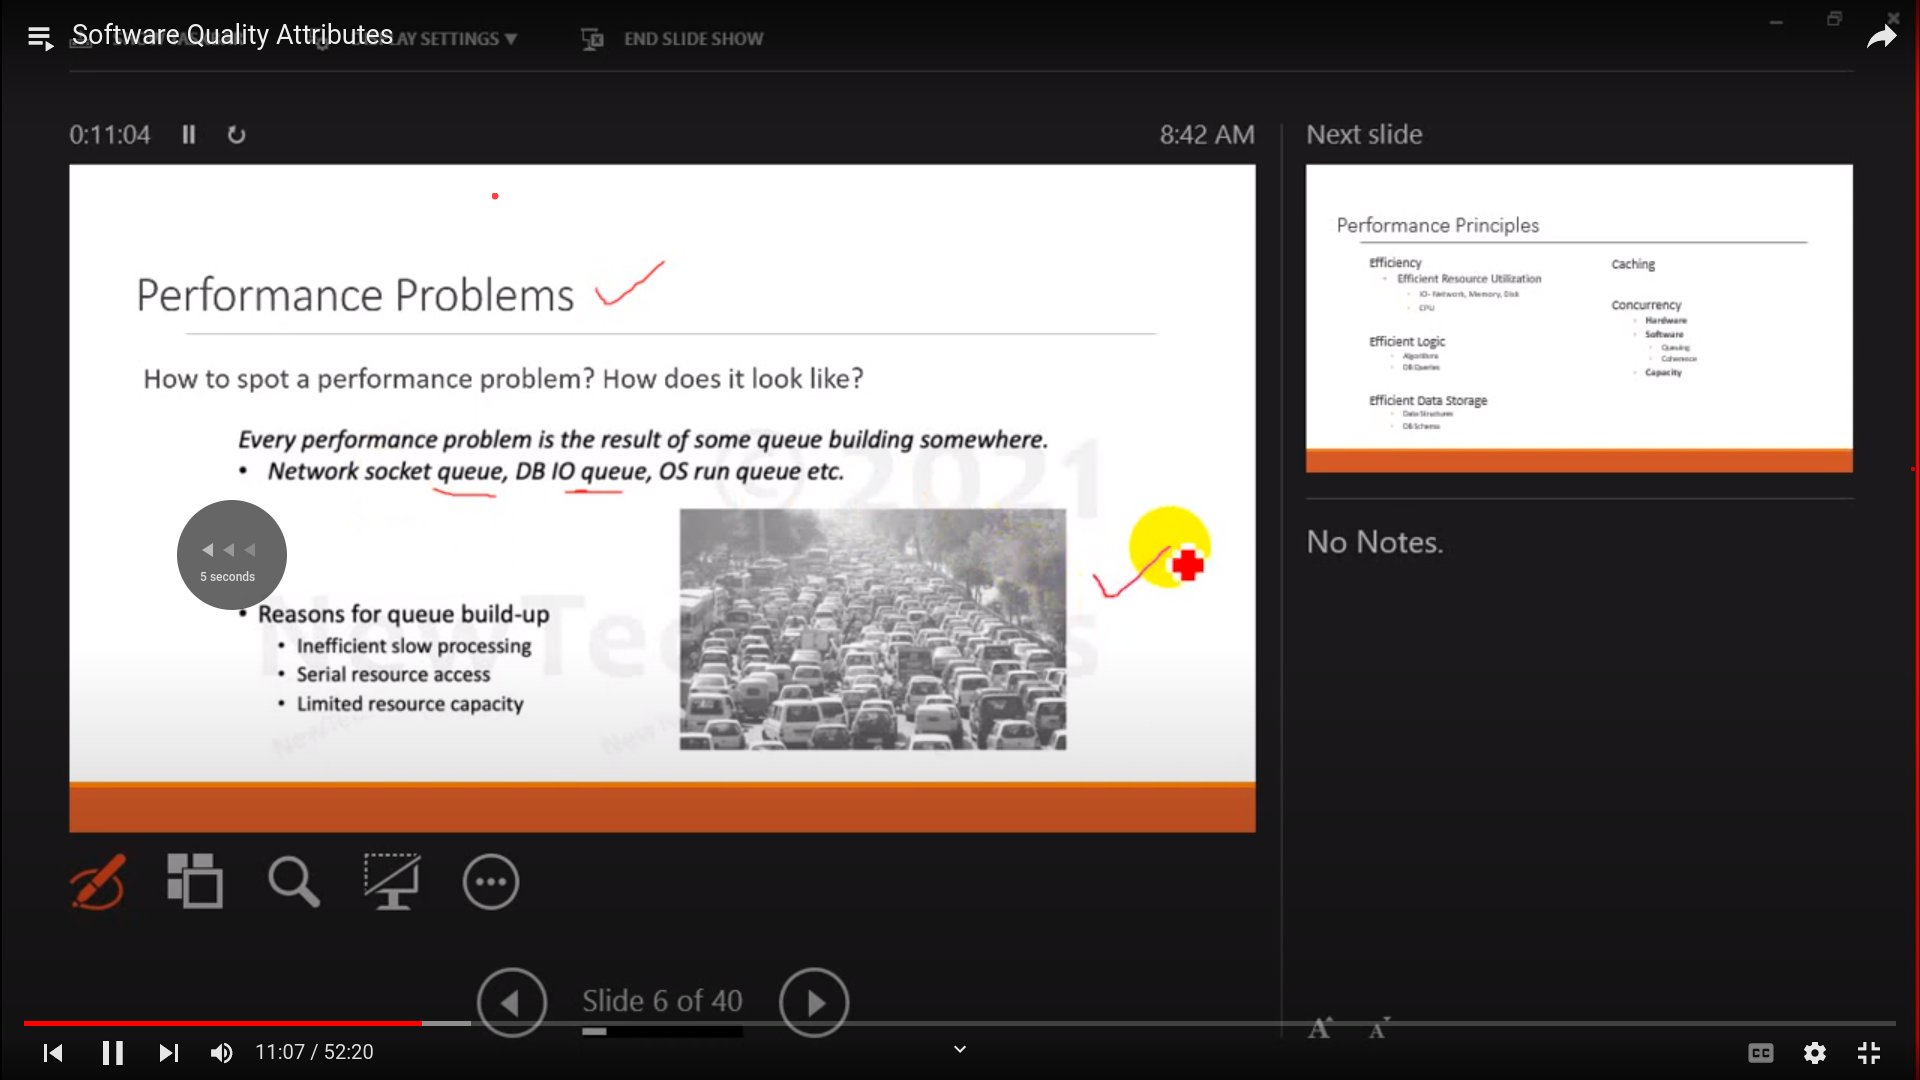 Software Quality Attributes
DISPLAY SETTINGS ▼
END SLIDE SHOW
0:11:04
8:42 AM
Next slide
Performance Problems
How to spot a performance problem? How does it look like?
Every performance problem is the result of some queue building somewhere.
• Network socket queue, DB IO queue, OS run queue etc.
5 seconds
• Reasons for queue build-up
• Inefficient slow processing
• Serial resource access
• Limited resource capacity
© 2021
Performance Principles
Efficiency
Efficient Resource Utilization
IO- Network, Memory, Disk
CPU
Efficient Logic
Algorithms
DB Queries
Efficient Data Storage
Data Structures
DB Schema
Caching
Concurrency
Hardware
Software
Queuing
Coherence
Capacity
No Notes.
Slide 6 of 40
A A
11:07 / 52:20
CC